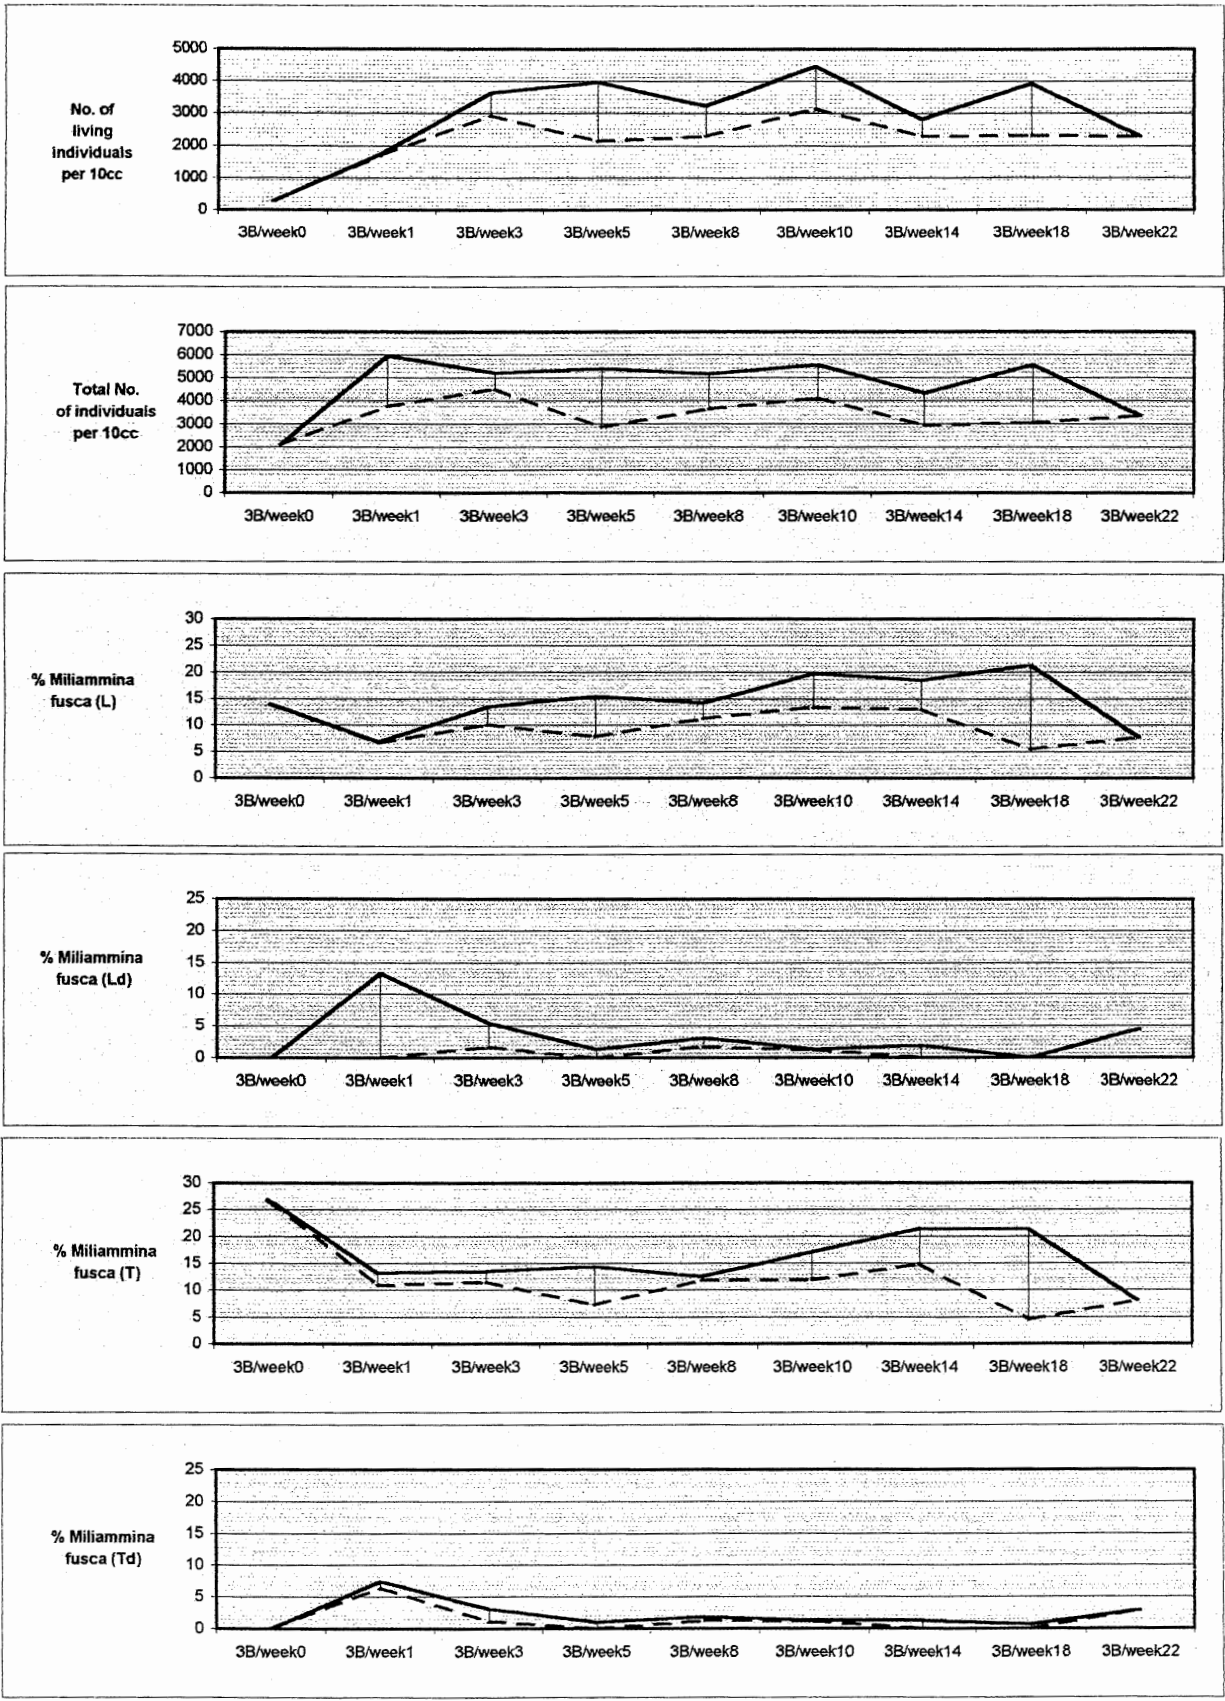 5000
4000
3000
2000
1000
0
No. of
living
individuals
per 10cc
3B/week0 3B/week1 3B/week3 3B/week5 3B/week8 3B/week10 3B/week14 3B/week18 3B/week22
7000
6000
5000
4000
3000
2000
1000
0
Total No.
of individuals
per 10cc
3B/week0 3B/week1 3B/week3 3B/week5 3B/week8 3B/week10 3B/week14 3B/week18 3B/week22
30
25
20
15
10
5
0
% Miliammina
fusca (L)
3B/week0 3B/week1 3B/week3 3B/week5 3B/week8 3B/week10 3B/week14 3B/week18 3B/week22
25
20
15
10
5
0
% Miliammina
fusca (Ld)
3B/week0 3B/week1 3B/week3 3B/week5 3B/week8 3B/week10 3B/week14 3B/week18 3B/week22
30
25
20
15
10
5
0
% Miliammina
fusca (T)
3B/week0 3B/week1 3B/week3 3B/week5 3B/week8 3B/week10 3B/week14 3B/week18 3B/week22
25
20
15
10
5
0
% Miliammina
fusca (Td)
3B/week0 3B/week1 3B/week3 3B/week5 3B/week8 3B/week10 3B/week14 3B/week18 3B/week22